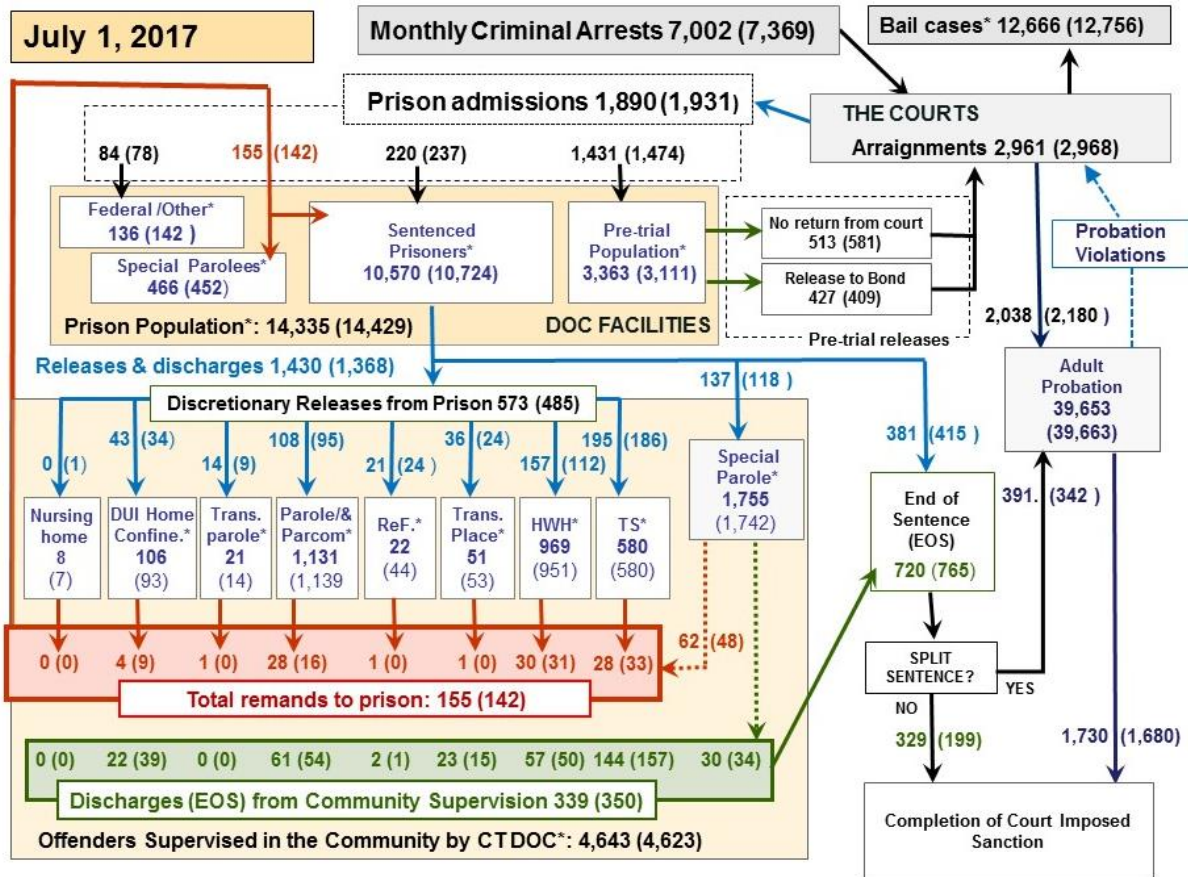 July 1, 2017
Monthly Criminal Arrests 7,002 (7,369)
Bail cases* 12,666 (12,756)
Prison admissions 1,890 (1,931)
THE COURTS
Arraignments 2,961 (2,968)
84 (78)
155 (142)
220 (237)
1,431 (1,474)
Federal /Other*
136 (142 )
Special Parolees*
466 (452)
Sentenced
Prisoners*
10,570 (10,724)
Pre-trial
Population*
3,363 (3,111)
No return from court
513 (581)
Release to Bond
427 (409)
Pre-trial releases
Probation
Violations
Prison Population*: 14,335 (14,429)
DOC FACILITIES
2,038 (2,180 )
Releases & discharges 1,430 (1,368)
137 (118 )
Adult
Probation
39,653
(39,663)
Discretionary Releases from Prison 573 (485)
0 (1)
43 (34)
14 (9)
108 (95)
21 (24 )
36 (24)
157 (112)
195 (186)
381 (415 )
391. (342 )
Nursing
home
8
(7)
DUI Home
Confine.*
106
(93)
Trans.
parole*
21
(14)
Parole/&
Parcom*
1,131
(1,139
ReF.*
22
(44)
Trans.
Place*
51
(53)
HWH*
969
(951)
TS*
580
(580)
Special
Parole*
1,755
(1,742)
End of
Sentence
(EOS)
720 (765)
0 (0)
4 (9)
1 (0)
28 (16)
1 (0)
1 (0)
30 (31)
28 (33)
62 (48)
Total remands to prison: 155 (142)
SPLIT
SENTENCE?
YES
NO
329 (199)
1,730 (1,680)
0 (0)
22 (39)
0 (0)
61 (54)
2 (1)
23 (15)
57 (50)
144 (157)
30 (34)
Discharges (EOS) from Community Supervision 339 (350)
Offenders Supervised in the Community by CT DOC*: 4,643 (4,623)
Completion of Court Imposed
Sanction